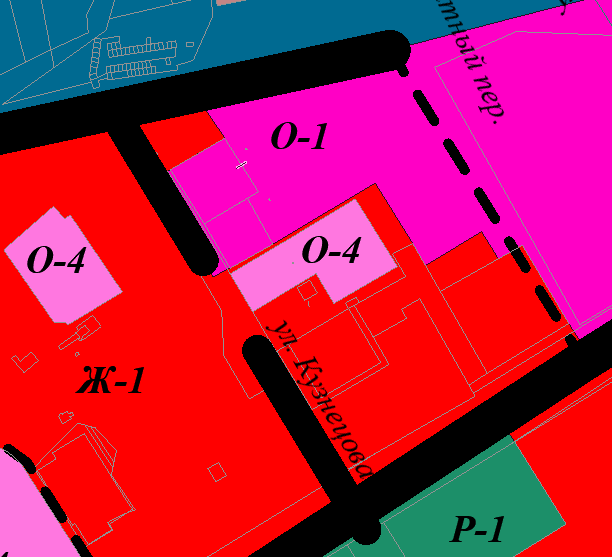 тный пер.
О-1
О-4
О-4
Ж-1
ул. Кузнецова
Р-1